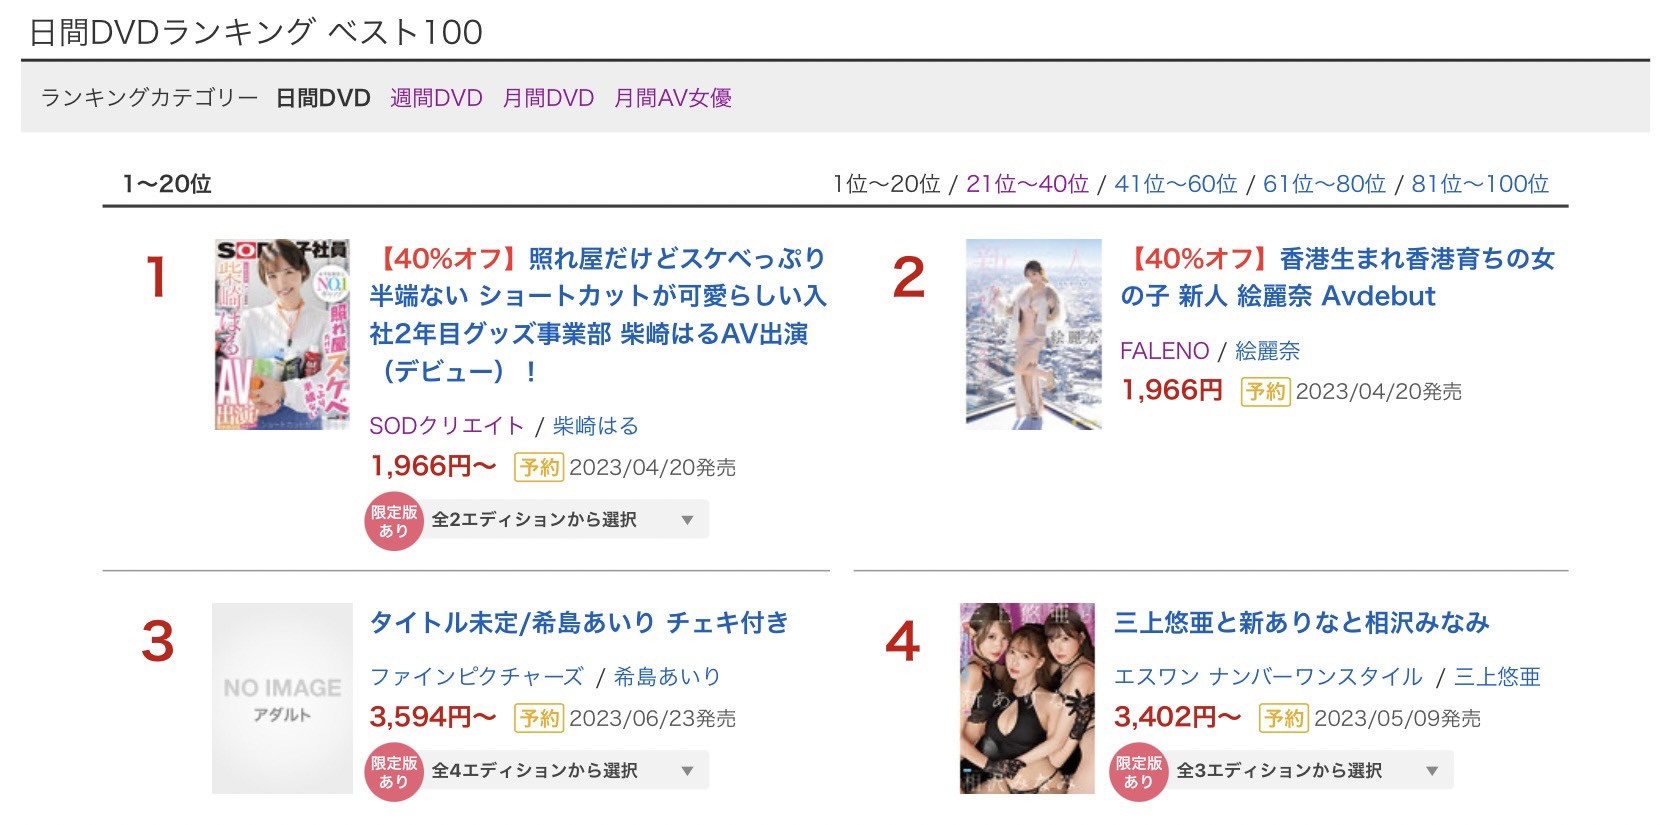 日間DVDランキング ベスト100
ランキングカテゴリー 日間DVD 週間DVD 月間DVD 月間AV女優
1〜20位
1位〜20位 / 21位〜40位 / 41位〜60位 / 61位〜80位 / 81位〜100位
1
【40%オフ】照れ屋だけどスケベっぷり
半端ない ショートカットが可愛らしい入
社2年目グッズ事業部 柴崎はるAV出演
（デビュー）！
SODクリエイト / 柴崎はる
1,966円〜 予約 2023/04/20発売
限定版
あり
全2エディションから選択
柴崎はる
NO.1
照れ屋
スケベ
AV
出演
2
【40%オフ】香港生まれ香港育ちの女
の子 新人 絵麗奈 Avdebut
FALENO / 絵麗奈
1,966円 予約 2023/04/20発売
新人
絵麗奈
3
タイトル未定/希島あいり チェキ付き
ファインピクチャーズ / 希島あいり
3,594円〜 予約 2023/06/23発売
限定版
あり
全4エディションから選択
NO IMAGE
アダルト
4
三上悠亜と新ありなと相沢みなみ
エスワン ナンバーワンスタイル / 三上悠亜
3,402円〜 予約 2023/05/09発売
限定版
あり
全3エディションから選択
三上悠亜と
新ありなと
相沢みなみ